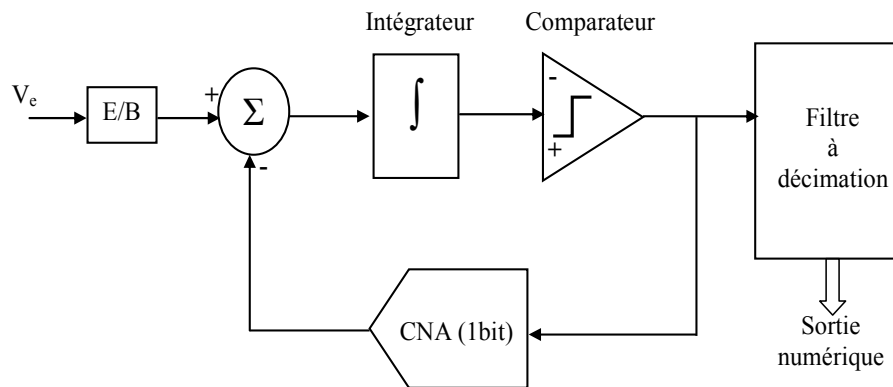 Intégrateur
Comparateur
Vₑ
E/B
+
Σ
-
∫
-
+
Filtre
à
décimation
CNA (1bit)
Sortie
numérique